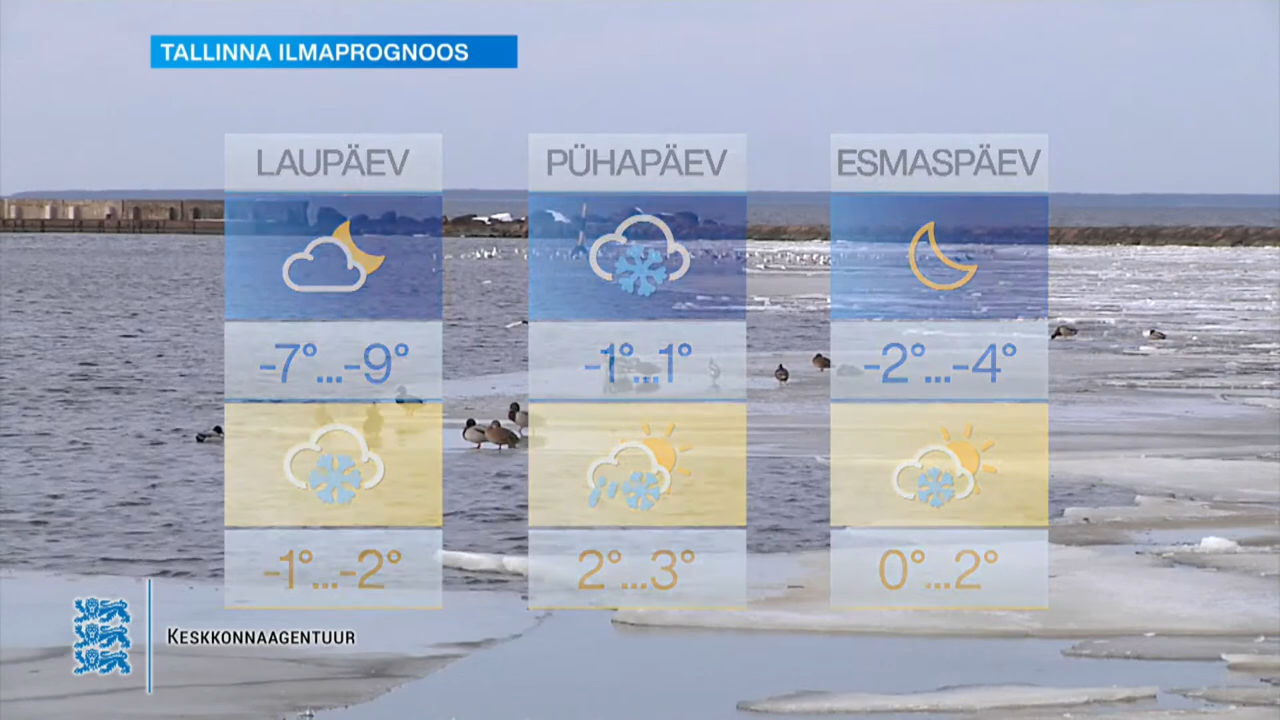 TALLINNA ILMAPROGNOOS
LAUPÄEV
-7° ...-9°
-1°...-2°
PÜHAPÄEV
-1°...1°
2° ...3°
ESMASPÄEV
-2° ...-4°
0° ...2°
KESKKONNAAGENTUUR